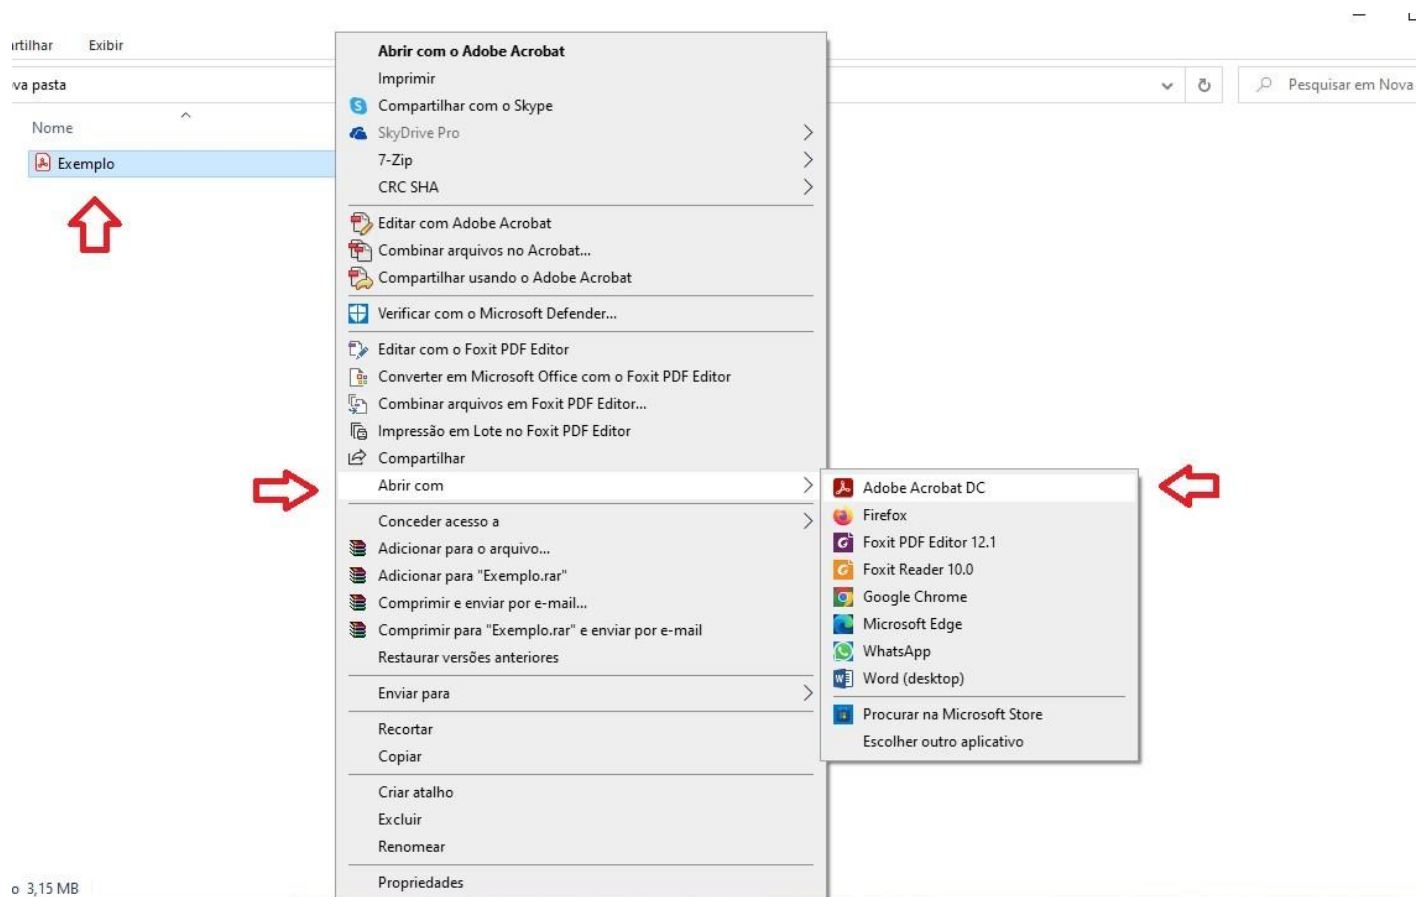 artilhar Exibir
va pasta
Pesquisar em Nova
Nome
Exemplo
Abrir com o Adobe Acrobat
Imprimir
Compartilhar com o Skype
SkyDrive Pro
7-Zip
CRC SHA
Editar com Adobe Acrobat
Combinar arquivos no Acrobat...
Compartilhar usando o Adobe Acrobat
Verificar com o Microsoft Defender...
Editar com o Foxit PDF Editor
Converter em Microsoft Office com o Foxit PDF Editor
Combinar arquivos em Foxit PDF Editor...
Impressão em Lote no Foxit PDF Editor
Compartilhar
Abrir com
Conceder acesso a
Adicionar para o arquivo...
Adicionar para "Exemplo.rar"
Comprimir e enviar por e-mail...
Comprimir para "Exemplo.rar" e enviar por e-mail
Restaurar versões anteriores
Enviar para
Recortar
Copiar
Criar atalho
Excluir
Renomear
Propriedades
Adobe Acrobat DC
Firefox
Foxit PDF Editor 12.1
Foxit Reader 10.0
Google Chrome
Microsoft Edge
WhatsApp
Word (desktop)
Procurar na Microsoft Store
Escolher outro aplicativo
o 3,15 MB